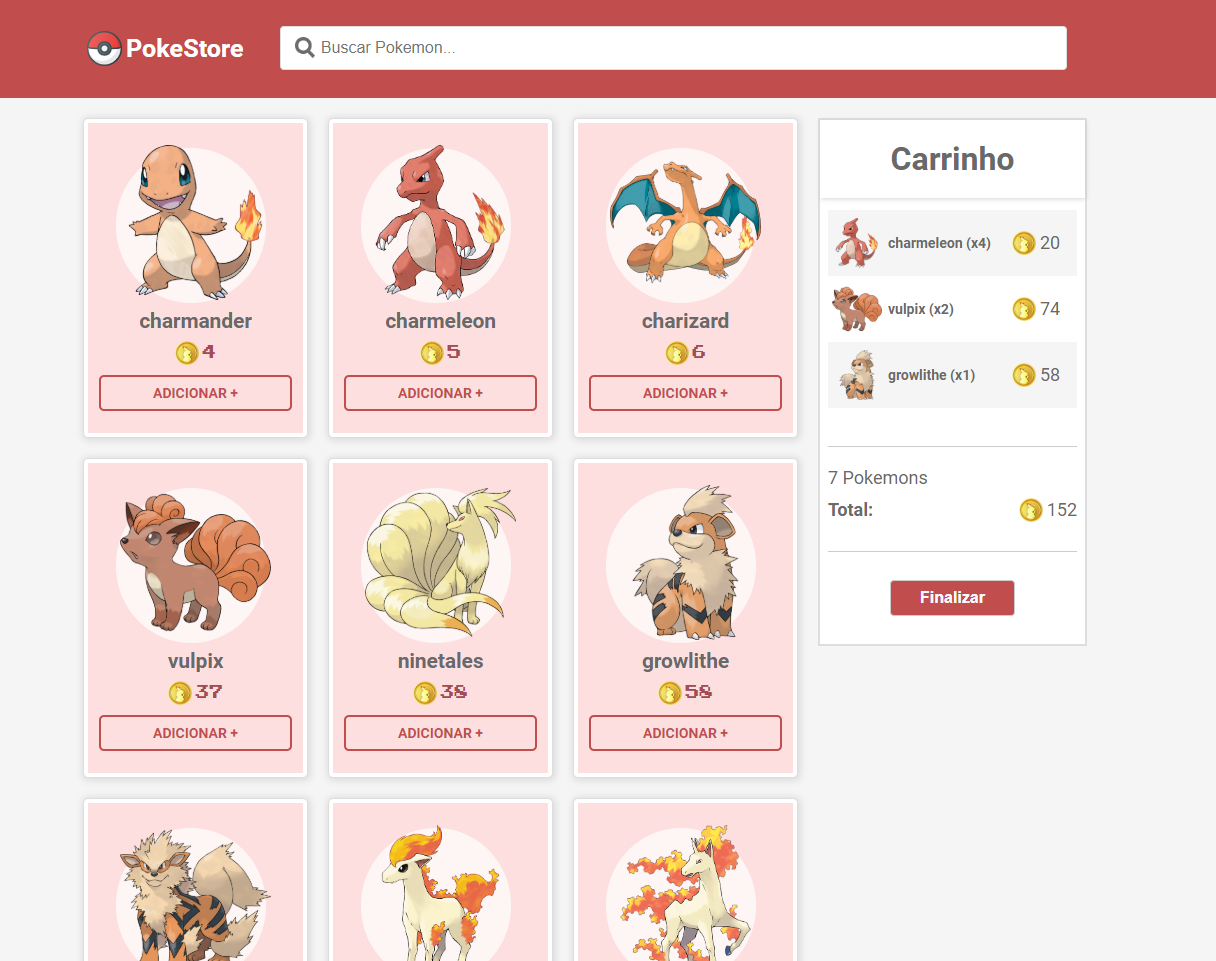 PokeStore
Buscar Pokemon...
charmander
4
ADICIONAR +
charmeleon
5
ADICIONAR +
charizard
6
ADICIONAR +
vulpix
37
ADICIONAR +
ninetales
38
ADICIONAR +
growlithe
58
ADICIONAR +
Carrinho
charmeleon (x4) 20
vulpix (x2) 74
growlithe (x1) 58
7 Pokemons
Total: 152
Finalizar